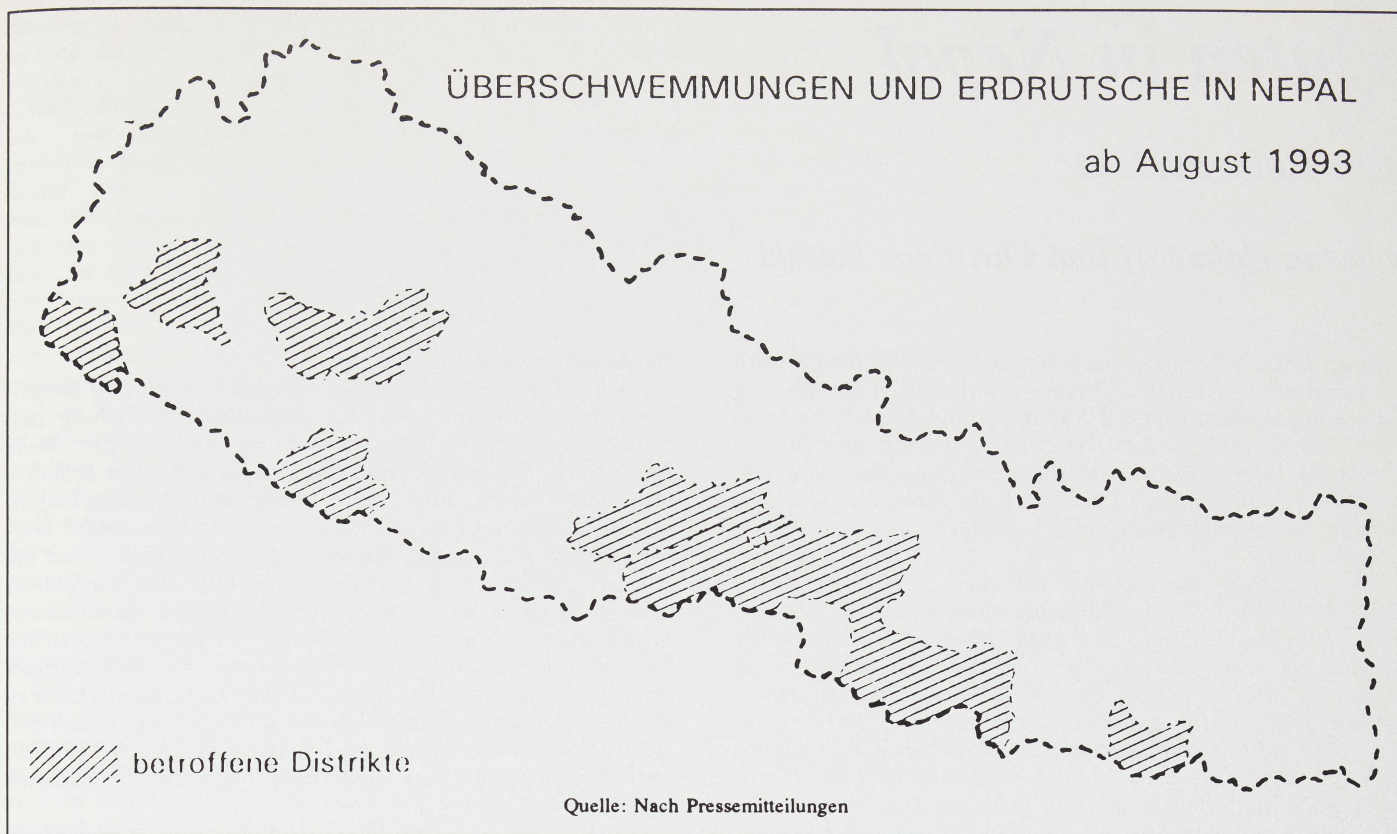 ÜBERSCHWEMMUNGEN UND ERDRUTSCHE IN NEPAL
ab August 1993
betroffene Distrikte
Quelle: Nach Pressemitteilungen